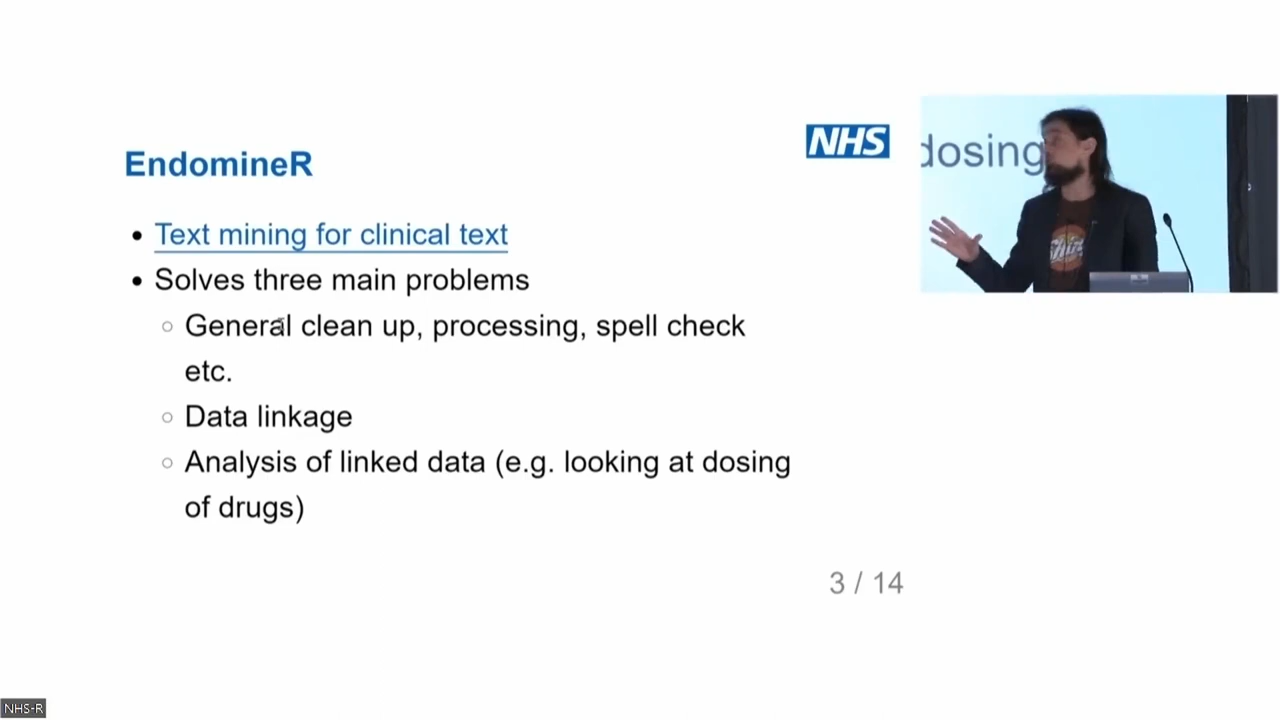 NHS
EndomineR
Text mining for clinical text
Solves three main problems
General clean up, processing, spell check
etc.
Data linkage
Analysis of linked data (e.g. looking at dosing
of drugs)
3 / 14
dosing
NHS-R